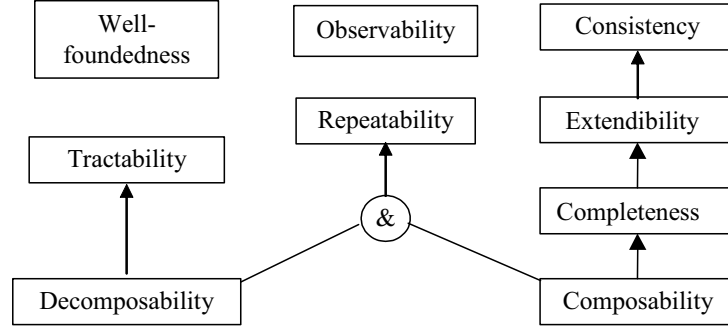 Well-
foundedness
Observability
Consistency
Repeatability
Extendibility
Tractability
Completeness
&
Decomposability
Composability